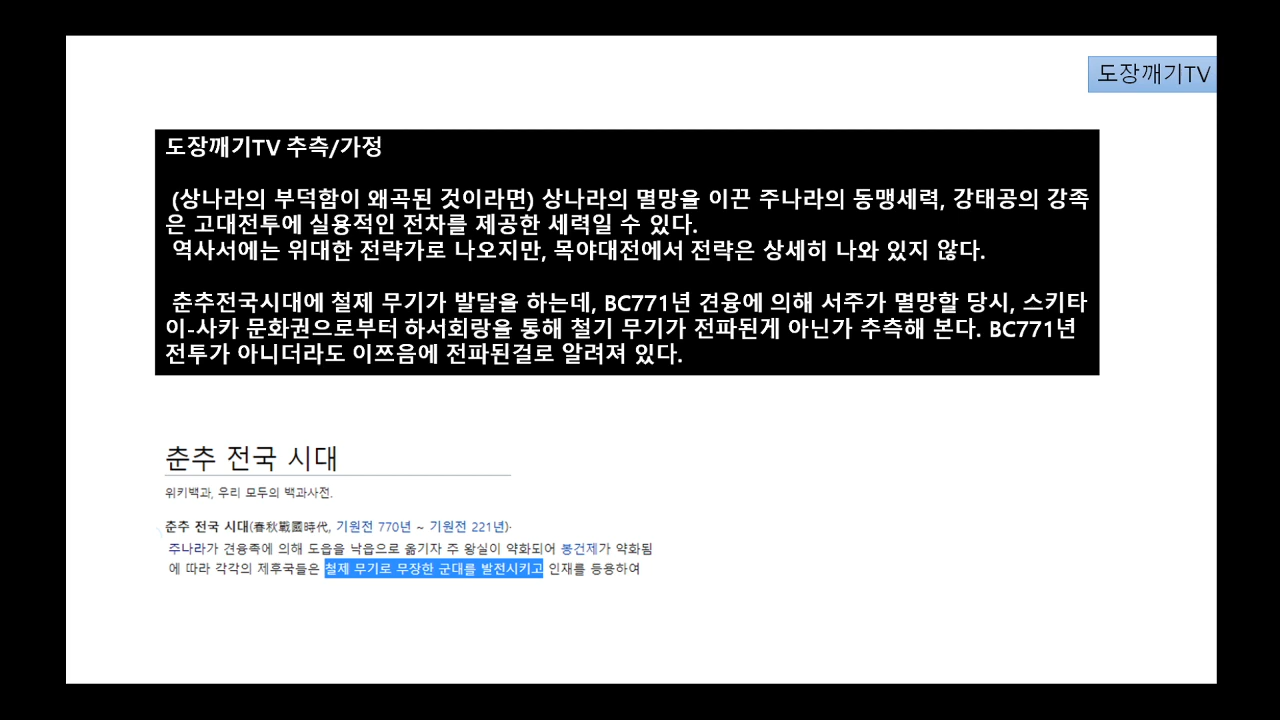 도장깨기TV
도장깨기TV 추측/가정
(상나라의 부덕함이 왜곡된 것이라면) 상나라의 멸망을 이끈 주나라의 동맹세력, 강태공의 강족
은 고대전투에 실용적인 전차를 제공한 세력일 수 있다.
역사서에는 위대한 전략가로 나오지만, 목야대전에서 전략은 상세히 나와 있지 않다.
춘추전국시대에 철제 무기가 발달을 하는데, BC771년 견융에 의해 서주가 멸망할 당시, 스키타
이-사카 문화권으로부터 하서회랑을 통해 철기 무기가 전파된게 아닌가 추측해 본다. BC771년
전투가 아니더라도 이쯔음에 전파된걸로 알려져 있다.
춘추 전국 시대
위키백과, 우리 모두의 백과사전.
춘추 전국 시대(春秋戰國時代, 기원전 770년 ~ 기원전 221년)·
주나라가 견융족에 의해 도읍을 낙읍으로 옮기자 주 왕실이 약화되어 봉건제가 약화됨
에 따라 각각의 제후국들은 철제 무기로 무장한 군대를 발전시키고 인재를 등용하여